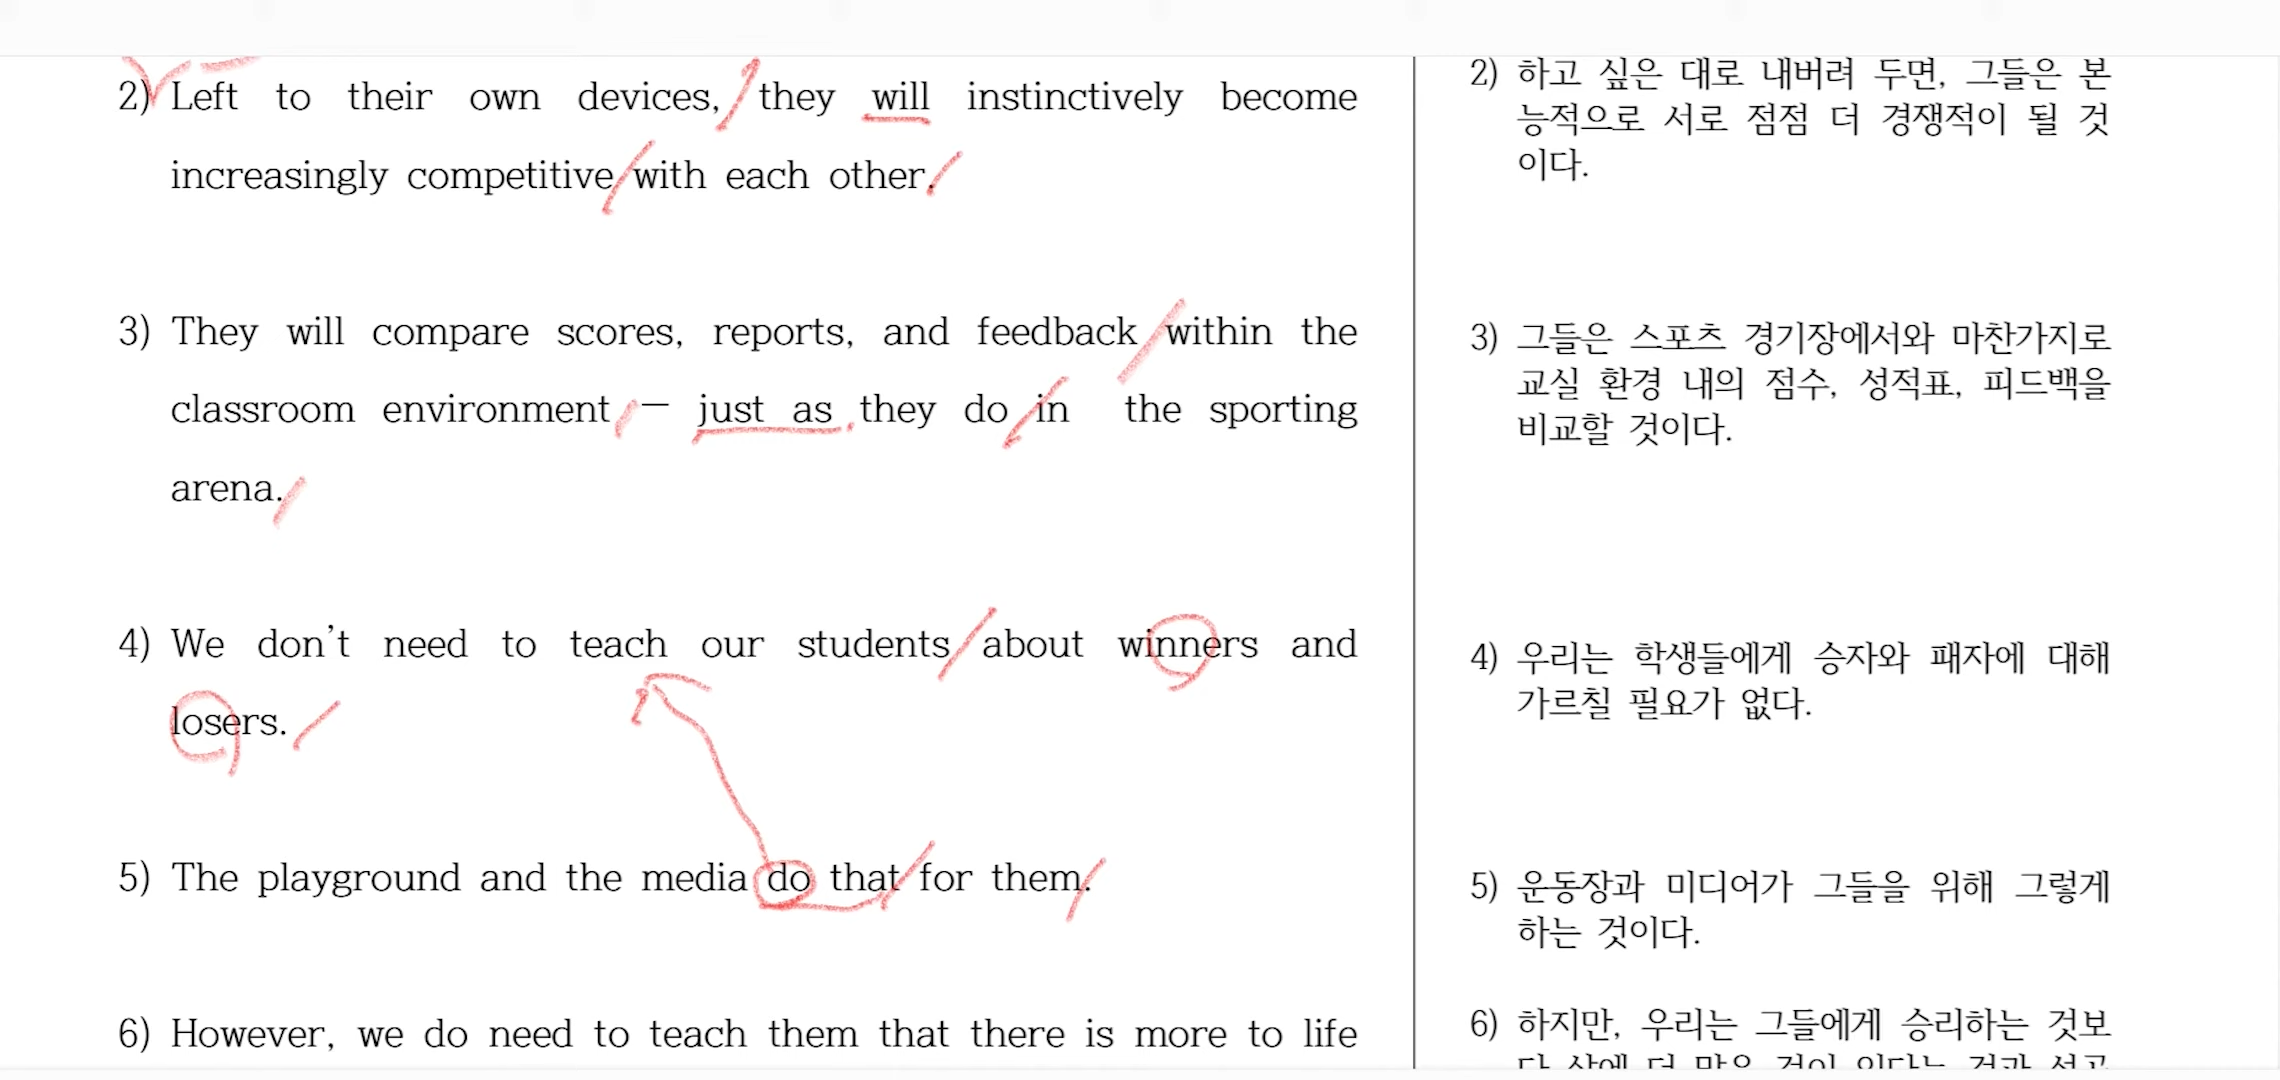 2) Left to their own devices, they will instinctively become
increasingly competitive with each other.
3) They will compare scores, reports, and feedback within the
classroom environment - just as they do in the sporting
arena.
4) We don't need to teach our students about winners and
losers.
5) The playground and the media do that for them.
6) However, we do need to teach them that there is more to life
2) 하고 싶은 대로 내버려 두면, 그들은 본
능적으로 서로 점점 더 경쟁적이 될 것
이다.
3) 그들은 스포츠 경기장에서와 마찬가지로
교실 환경 내의 점수, 성적표, 피드백을
비교할 것이다.
4) 우리는 학생들에게 승자와 패자에 대해
가르칠 필요가 없다.
5) 운동장과 미디어가 그들을 위해 그렇게
하는 것이다.
6) 하지만, 우리는 그들에게 승리하는 것보